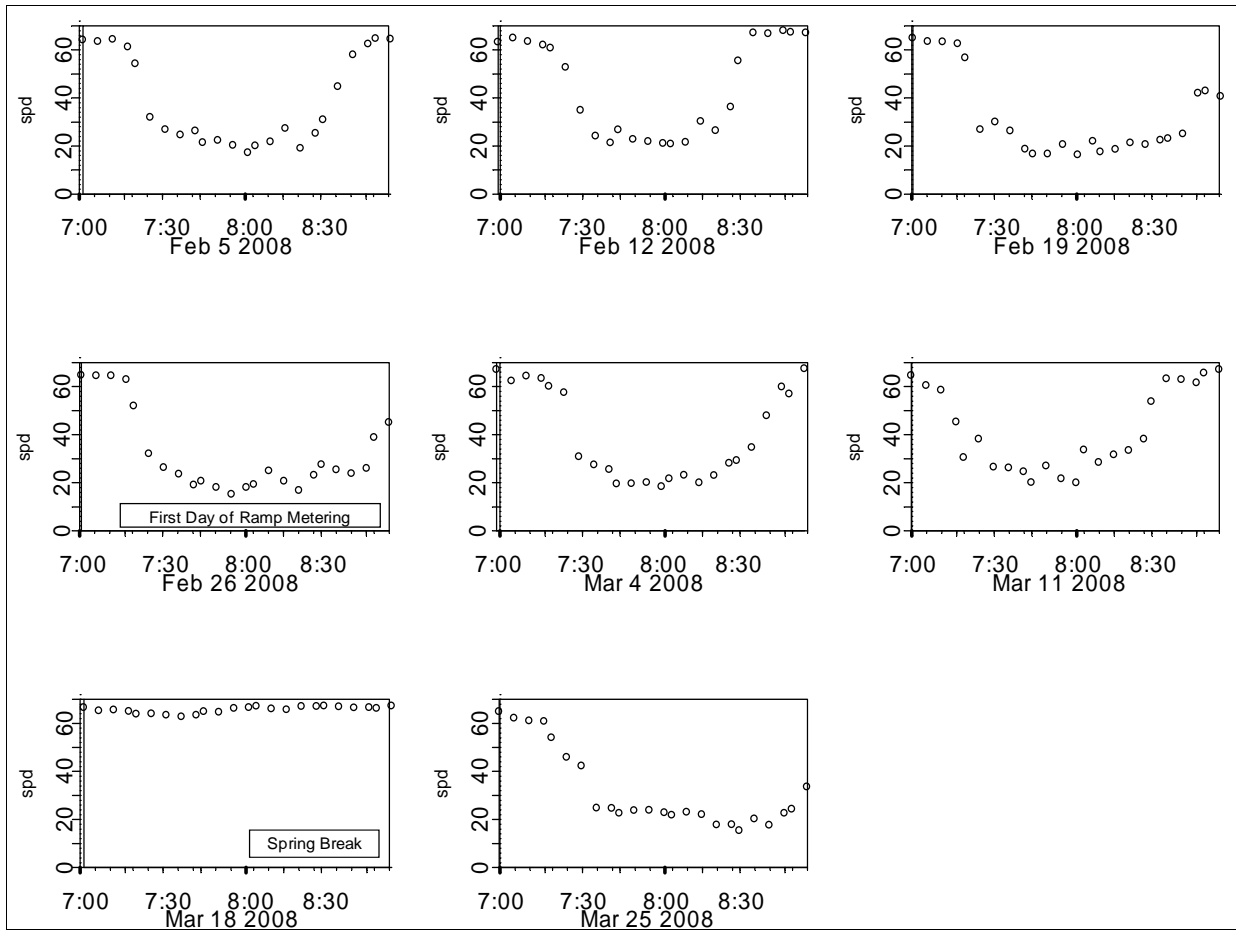 spd
60
40
20
0
7:00 7:30 8:00 8:30
Feb 5 2008
spd
60
40
20
0
7:00 7:30 8:00 8:30
Feb 12 2008
spd
60
40
20
0
7:00 7:30 8:00 8:30
Feb 19 2008
spd
60
40
20
0
First Day of Ramp Metering
7:00 7:30 8:00 8:30
Feb 26 2008
spd
60
40
20
0
7:00 7:30 8:00 8:30
Mar 4 2008
spd
60
40
20
0
7:00 7:30 8:00 8:30
Mar 11 2008
spd
60
40
20
0
Spring Break
7:00 7:30 8:00 8:30
Mar 18 2008
spd
60
40
20
0
7:00 7:30 8:00 8:30
Mar 25 2008